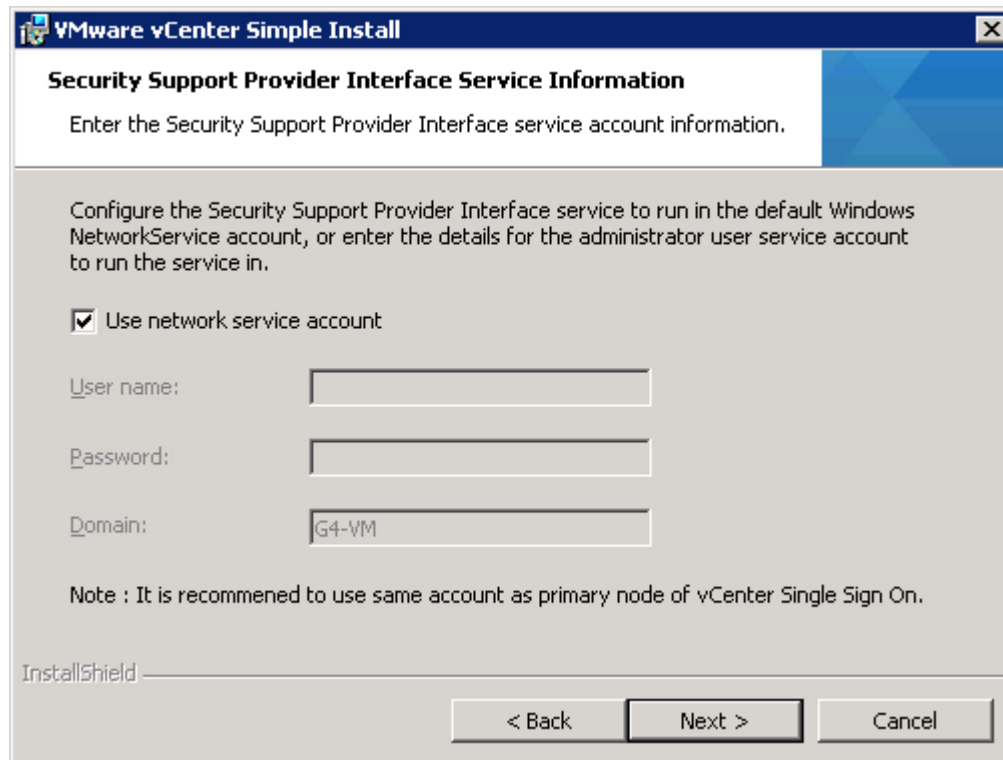 VMware vCenter Simple Install
Security Support Provider Interface Service Information
Enter the Security Support Provider Interface service account information.
Configure the Security Support Provider Interface service to run in the default Windows
NetworkService account, or enter the details for the administrator user service account
to run the service in.
Use network service account
User name:
Password:
Domain:
G4-VM
Note : It is recommened to use same account as primary node of vCenter Single Sign On.
InstallShield
< Back
Next >
Cancel